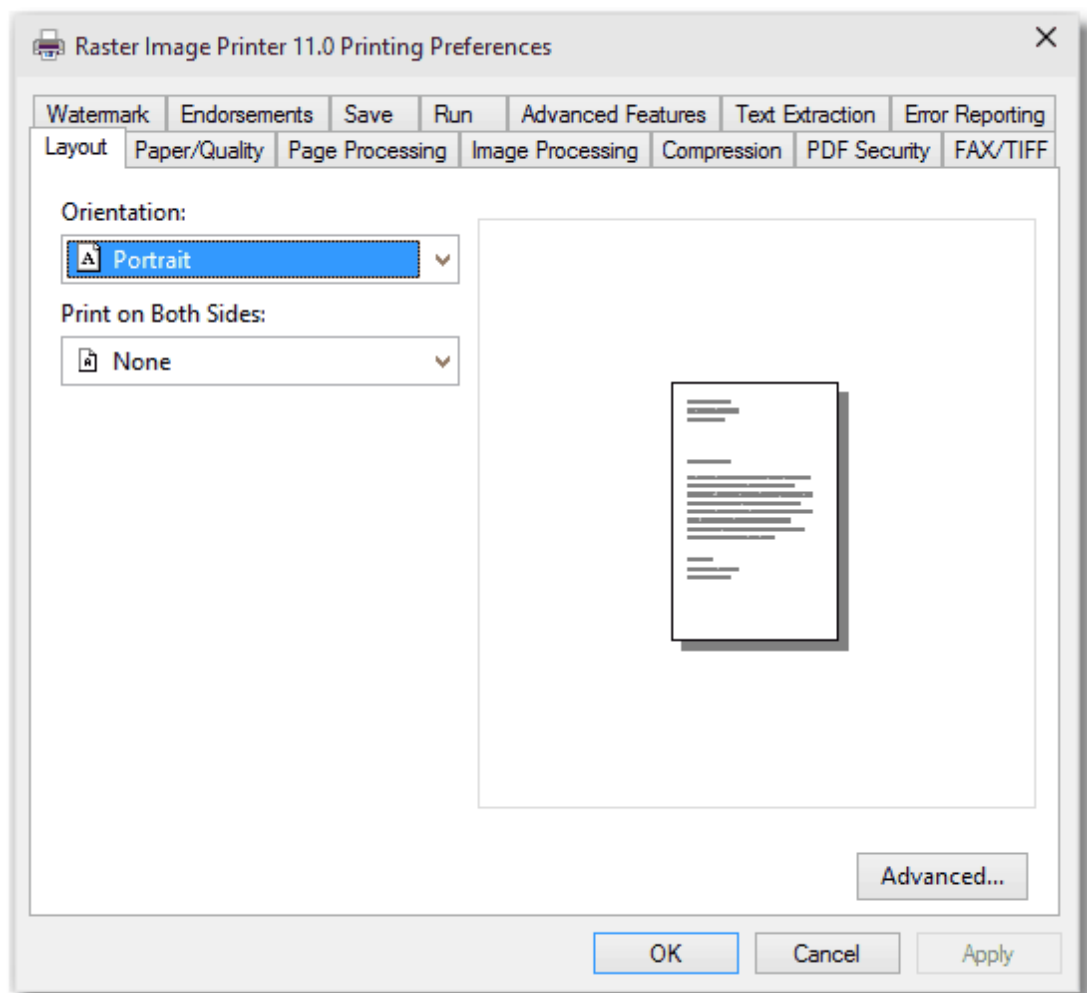 Raster Image Printer 11.0 Printing Preferences
Watermark Endorsements Save Run Advanced Features Text Extraction Error Reporting
Layout Paper/Quality Page Processing Image Processing Compression PDF Security FAX/TIFF
Orientation:
A Portrait
Print on Both Sides:
A None
Advanced...
OK Cancel Apply